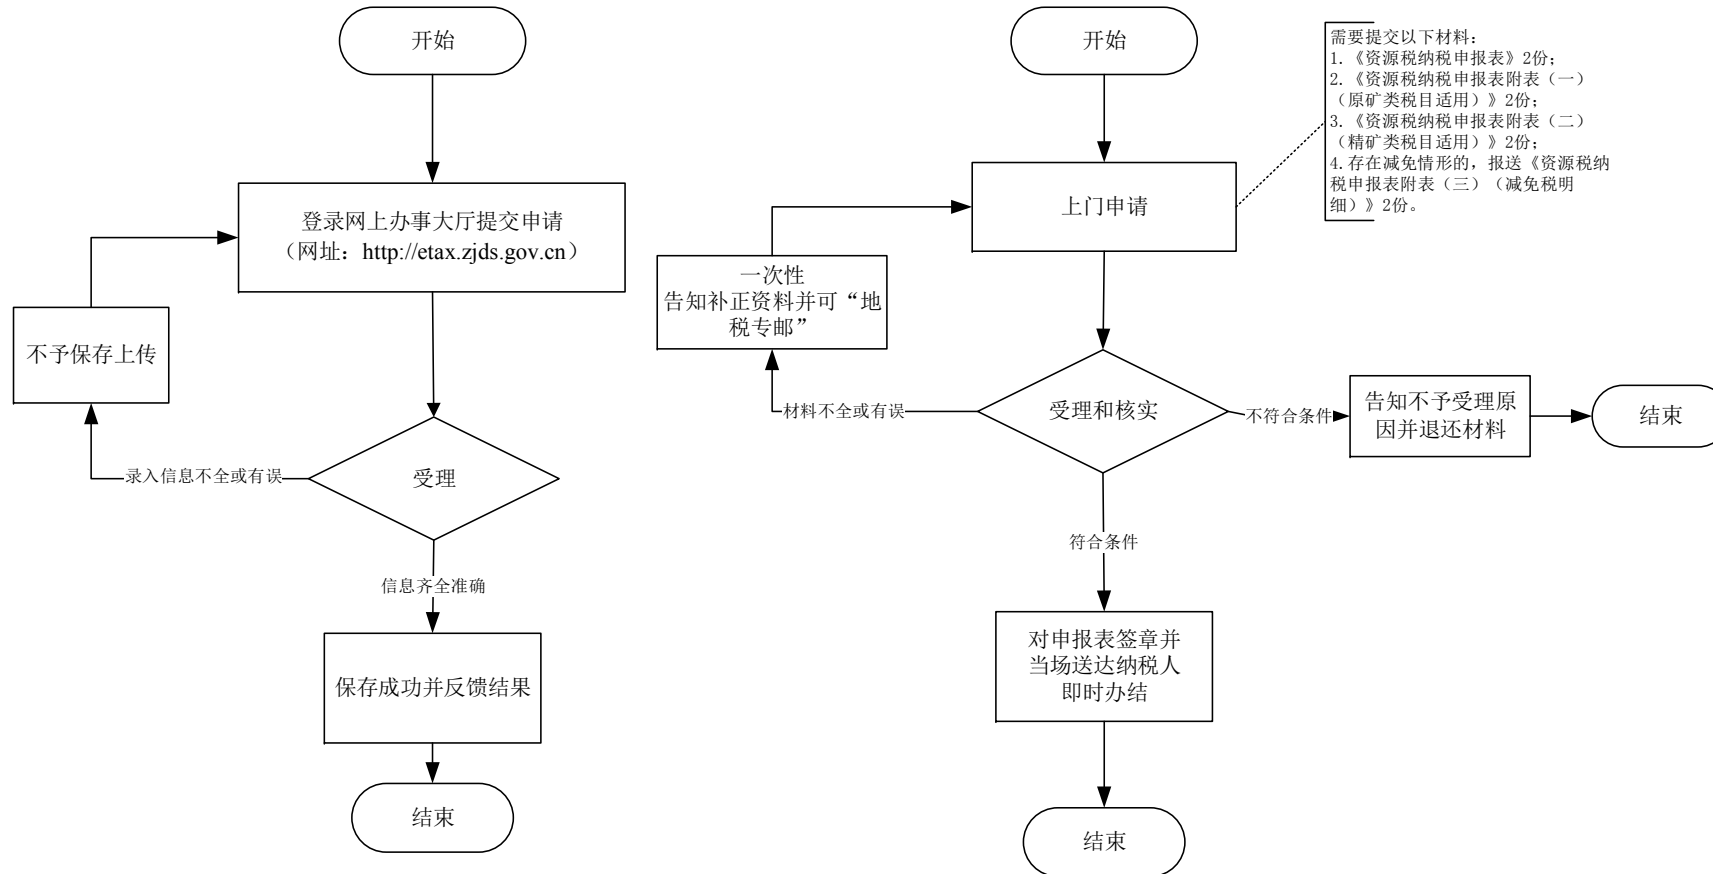 开始
登录网上办事大厅提交申请
（网址：http://etax.zjds.gov.cn）
不予保存上传
录入信息不全或有误
受理
信息齐全准确
保存成功并反馈结果
结束
开始
需要提交以下材料：
1.《资源税纳税申报表》2份；
2.《资源税纳税申报表附表（一）
（原矿类税目适用）》2份；
3.《资源税纳税申报表附表（二）
（精矿类税目适用）》2份；
4.存在减免情形的，报送《资源税纳
税申报表附表（三）（减免税明
细）》2份。
上门申请
一次性
告知补正资料并可“地
税专邮”
材料不全或有误
受理和核实
不符合条件
告知不予受理原
因并退还材料
结束
符合条件
对申报表签章并
当场送达纳税人
即时办结
结束